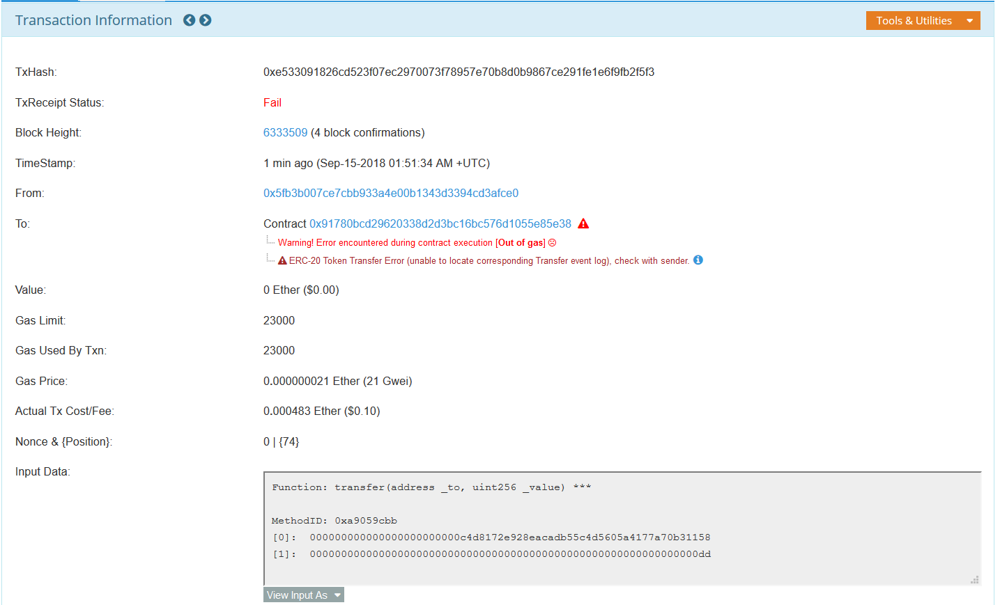 Transaction Information
Tools & Utilities
TxHash: 0xe533091826cd523f07ec2970073f78957e70b8d0b9867ce291fe1e6f9fb2f5f3
TxReceipt Status: Fail
Block Height: 6333509 (4 block confirmations)
TimeStamp: 1 min ago (Sep-15-2018 01:51:34 AM +UTC)
From: 0x5fb3b007ce7cbb933a4e00b1343d3394cd3afce0
To: Contract 0x91780bcd29620338d2d3bc16bc576d1055e85e38
Warning! Error encountered during contract execution [Out of gas]
ERC-20 Token Transfer Error (unable to locate corresponding Transfer event log), check with sender.
Value: 0 Ether ($0.00)
Gas Limit: 23000
Gas Used By Txn: 23000
Gas Price: 0.000000021 Ether (21 Gwei)
Actual Tx Cost/Fee: 0.000483 Ether ($0.10)
Nonce & {Position}: 0 | {74}
Input Data:
Function: transfer(address _to, uint256 _value) ***
MethodID: 0xa9059cbb
[0]: 000000000000000000000000c4d8172e928eacadb55c4d5605a4177a70b31158
[1]: 00000000000000000000000000000000000000000000000000000000000000dd
View Input As